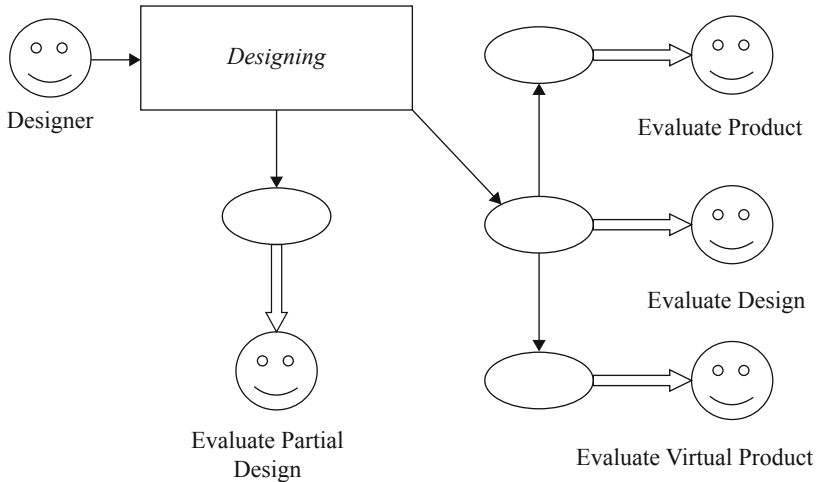 Designing
Designer
Evaluate Product
Evaluate Design
Evaluate Partial
Design
Evaluate Virtual Product